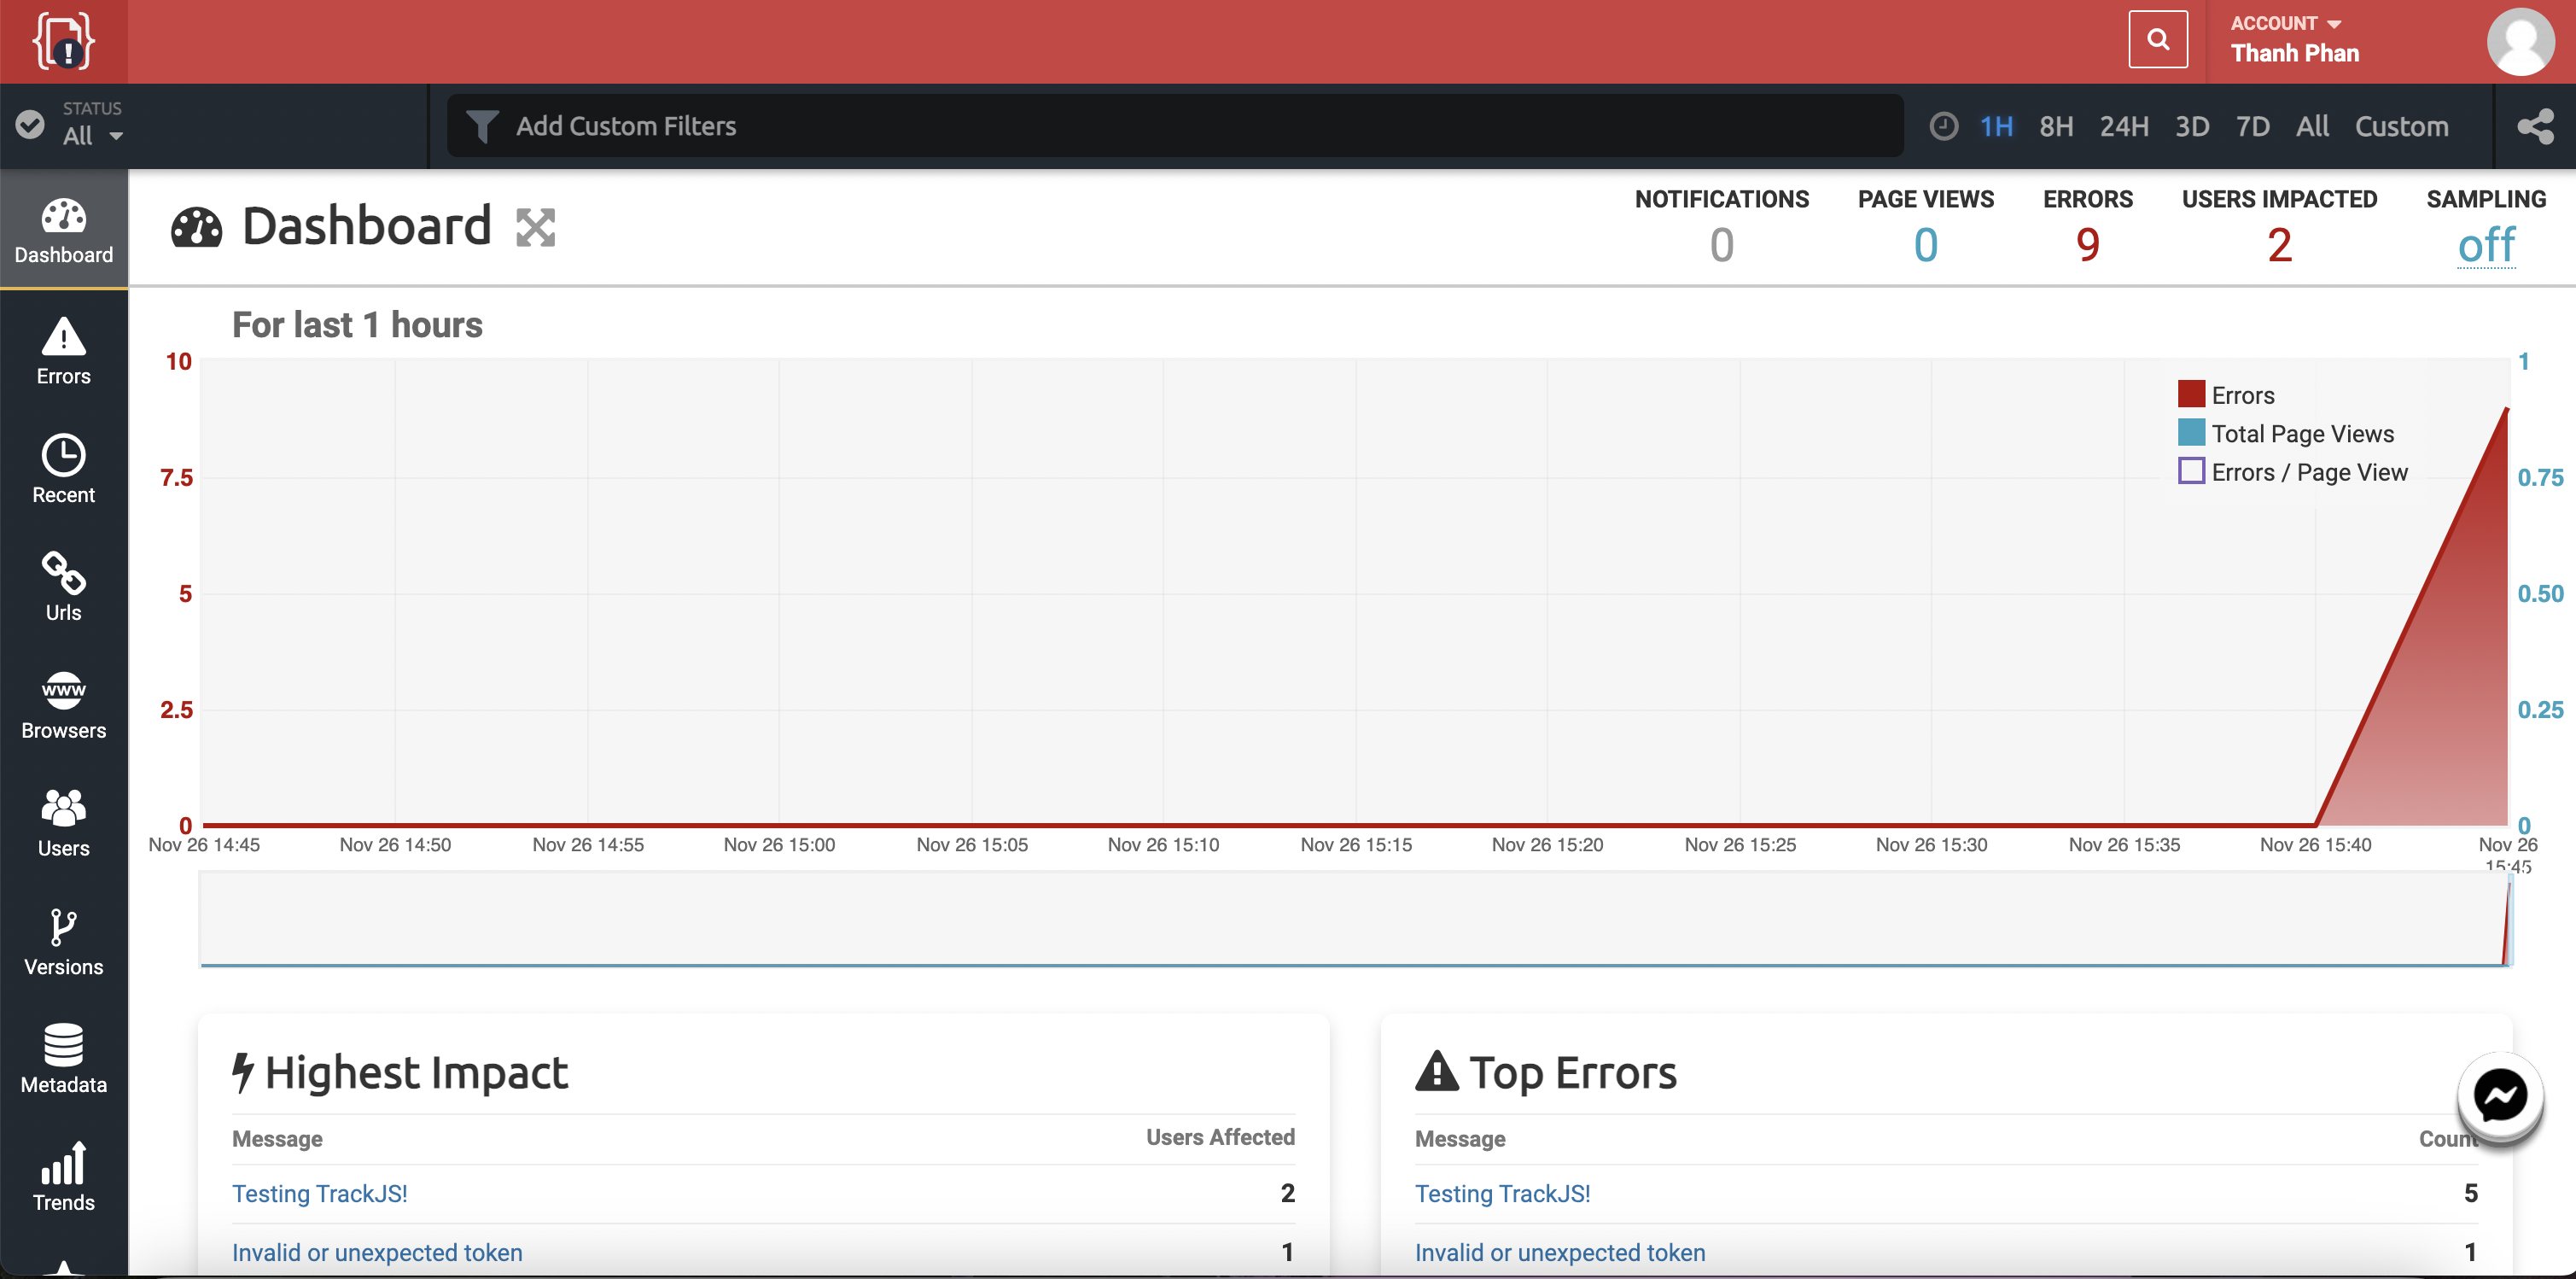 ACCOUNT
Thanh Phan
STATUS
All
Add Custom Filters
1H 8H 24H 3D 7D All Custom
Dashboard
Errors
Recent
Urls
www
Browsers
Users
Versions
Metadata
Trends
Dashboard
NOTIFICATIONS PAGE VIEWS ERRORS USERS IMPACTED SAMPLING
0 0 9 2 off
For last 1 hours
10
7.5
5
2.5
0
1
0.75
0.50
0.25
0
Errors
Total Page Views
Errors / Page View
Nov 26 14:45 Nov 26 14:50 Nov 26 14:55 Nov 26 15:00 Nov 26 15:05 Nov 26 15:10 Nov 26 15:15 Nov 26 15:20 Nov 26 15:25 Nov 26 15:30 Nov 26 15:35 Nov 26 15:40 Nov 26
15:45
Highest Impact
Message Users Affected
Testing TrackJS! 2
Invalid or unexpected token 1
Top Errors
Message Count
Testing TrackJS! 5
Invalid or unexpected token 1